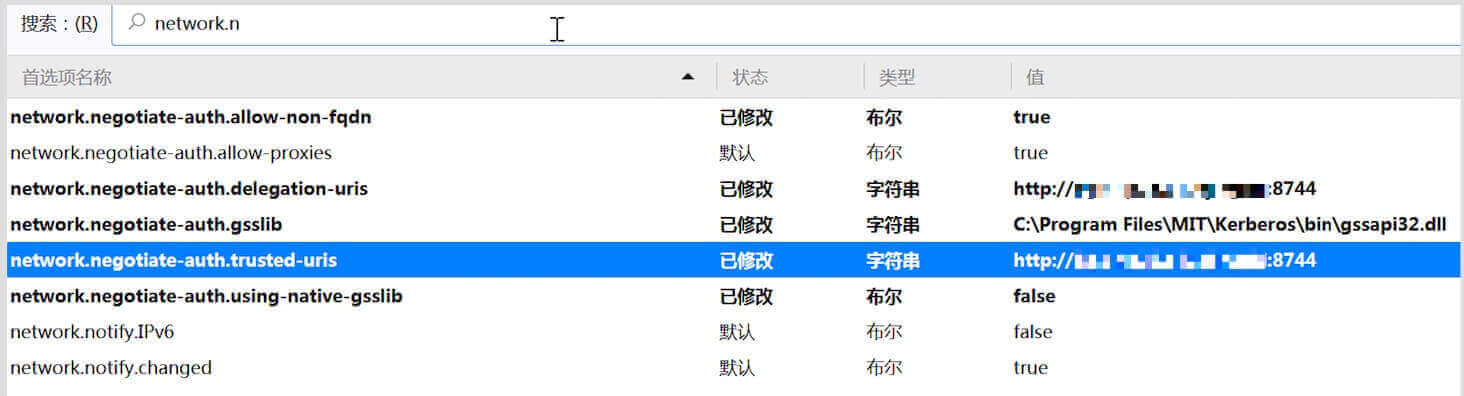 搜索：(R) network.n
首选项名称 状态 类型 值
network.negotiate-auth.allow-non-fqdn 已修改 布尔 true
network.negotiate-auth.allow-proxies 默认 布尔 true
network.negotiate-auth.delegation-uris 已修改 字符串 http:// :8744
network.negotiate-auth.gsslib 已修改 字符串 C:\Program Files\MIT\Kerberos\bin\gssapi32.dll
network.negotiate-auth.trusted-uris 已修改 字符串 http:// :8744
network.negotiate-auth.using-native-gsslib 已修改 布尔 false
network.notify.IPv6 默认 布尔 false
network.notify.changed 默认 布尔 true